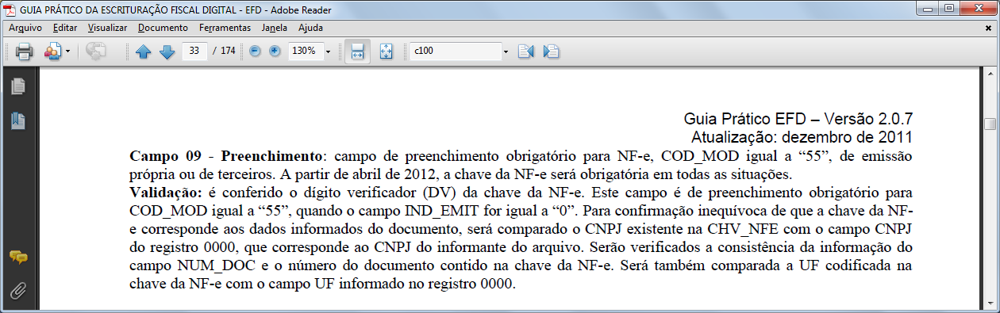 GUIA PRÁTICO DA ESCRITURAÇÃO FISCAL DIGITAL - EFD - Adobe Reader
Arquivo Editar Visualizar Documento Ferramentas Janela Ajuda
33 / 174 130% c100
Guia Prático EFD – Versão 2.0.7
Atualização: dezembro de 2011
Campo 09 - Preenchimento: campo de preenchimento obrigatório para NF-e, COD_MOD igual a “55”, de emissão
própria ou de terceiros. A partir de abril de 2012, a chave da NF-e será obrigatória em todas as situações.
Validação: é conferido o dígito verificador (DV) da chave da NF-e. Este campo é de preenchimento obrigatório para
COD_MOD igual a “55”, quando o campo IND_EMIT for igual a “0”. Para confirmação inequívoca de que a chave da NF-
e corresponde aos dados informados do documento, será comparado o CNPJ existente na CHV_NFE com o campo CNPJ
do registro 0000, que corresponde ao CNPJ do informante do arquivo. Serão verificados a consistência da informação do
campo NUM_DOC e o número do documento contido na chave da NF-e. Será também comparada a UF codificada na
chave da NF-e com o campo UF informado no registro 0000.